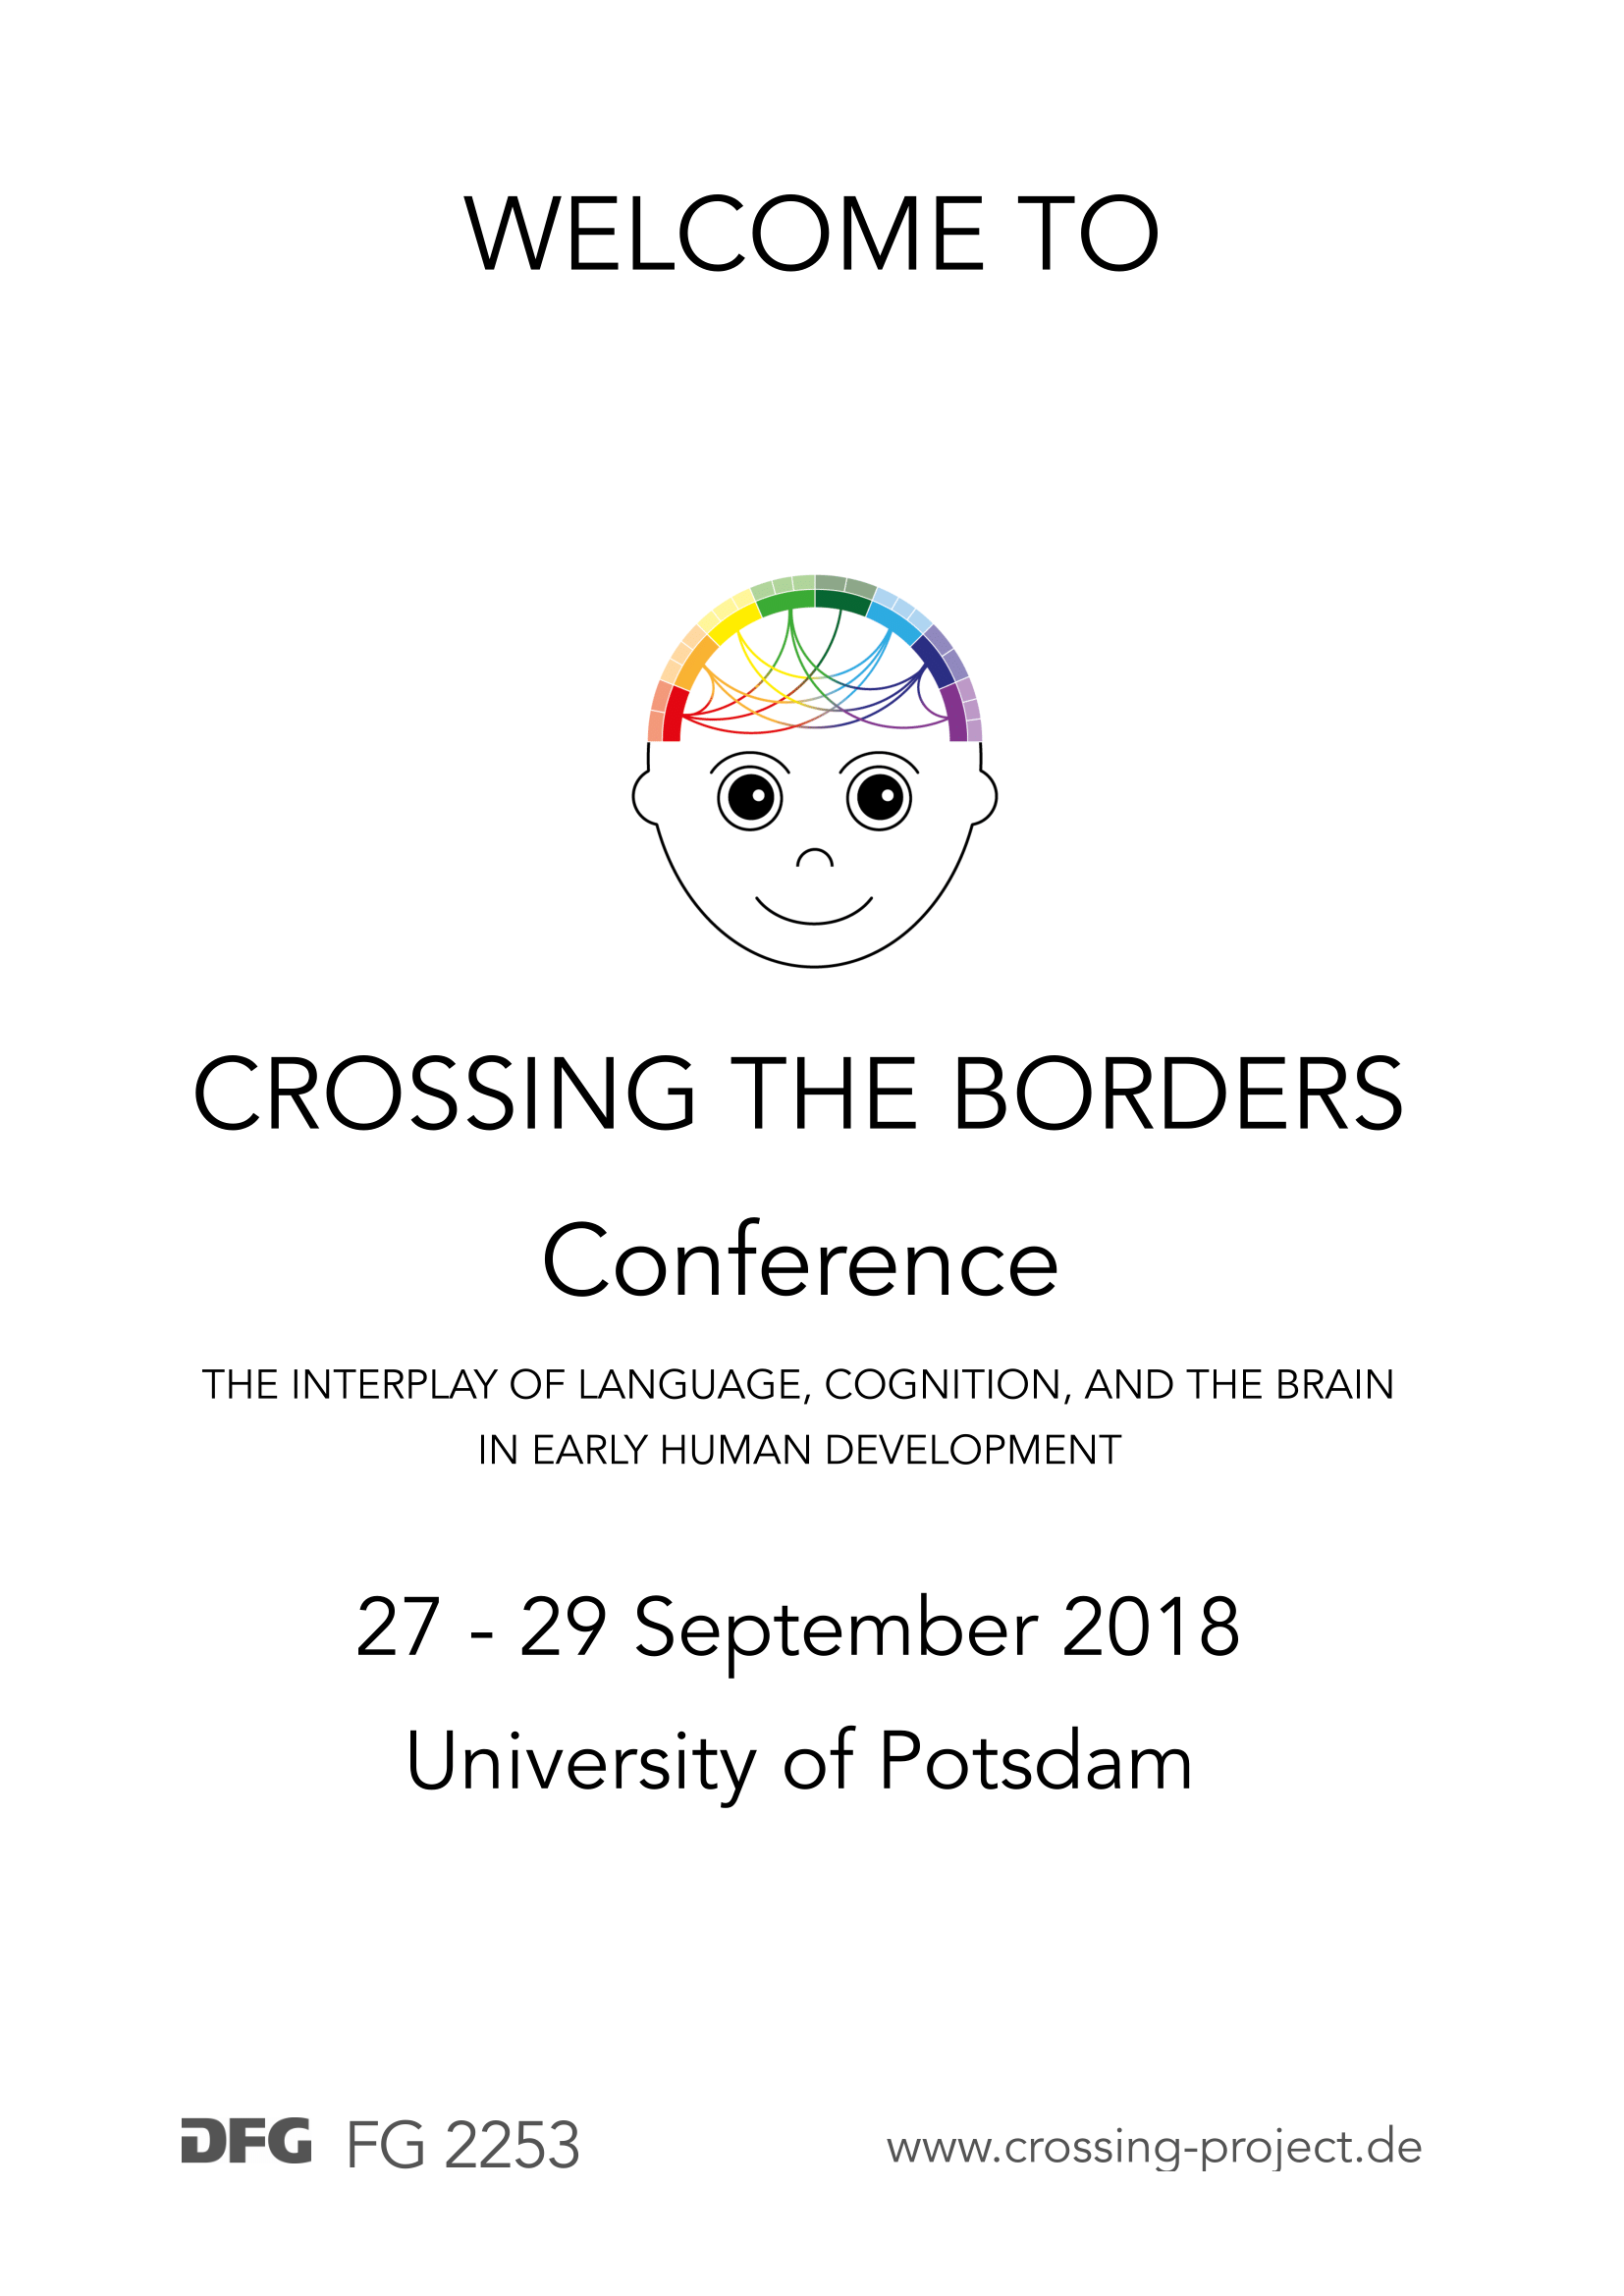 WELCOME TO
CROSSING THE BORDERS
Conference
THE INTERPLAY OF LANGUAGE, COGNITION, AND THE BRAIN
IN EARLY HUMAN DEVELOPMENT
27 - 29 September 2018
University of Potsdam
DFG FG 2253
www.crossing-project.de